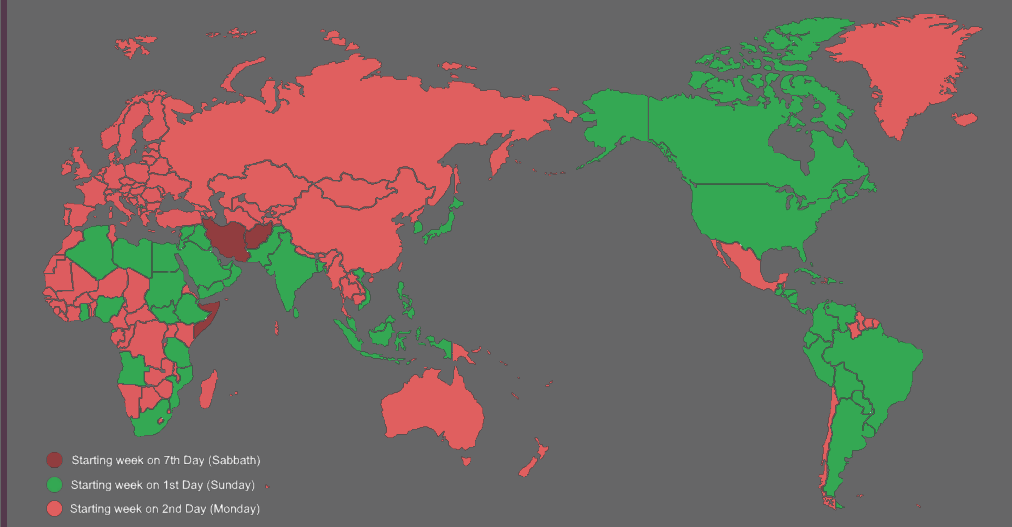 Starting week on 7th Day (Sabbath)
Starting week on 1st Day (Sunday)
Starting week on 2nd Day (Monday)